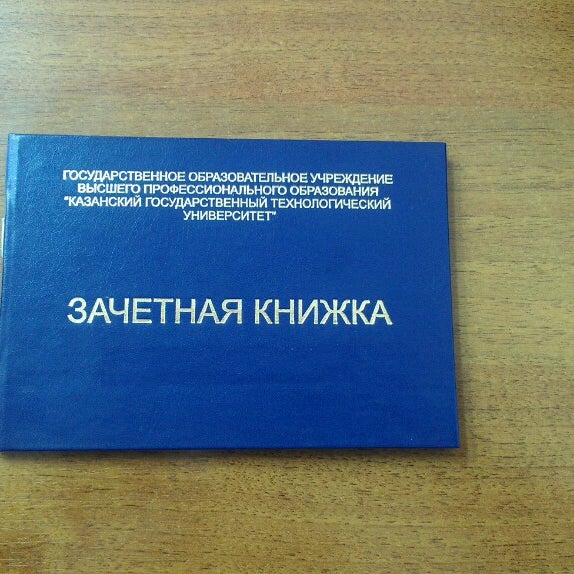 ГОСУДАРСТВЕННОЕ ОБРАЗОВАТЕЛЬНОЕ УЧРЕЖДЕНИЕ
ВЫСШЕГО ПРОФЕССИОНАЛЬНОГО ОБРАЗОВАНИЯ
"КАЗАНСКИЙ ГОСУДАРСТВЕННЫЙ ТЕХНОЛОГИЧЕСКИЙ
УНИВЕРСИТЕТ"
ЗАЧЕТНАЯ КНИЖКА